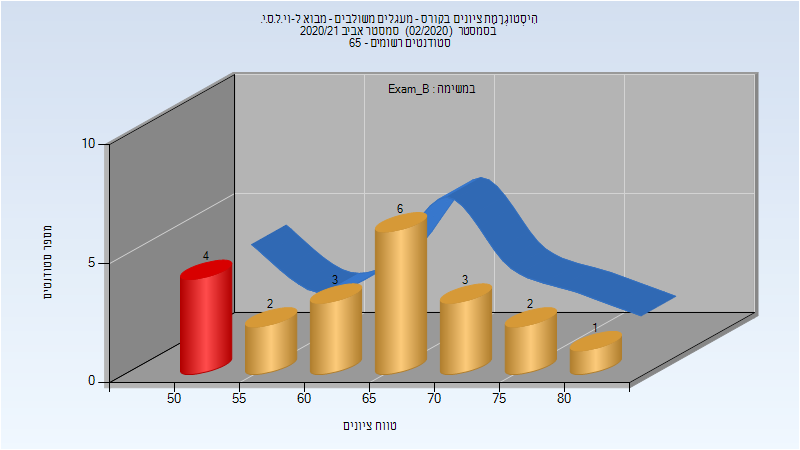 היסטוגרמת ציונים בקורס - מעגלים משולבים - מבוא ל-וי.ל.ס.י.
בסמסטר (02/2020) סמסטר אביב 2020/21
סטודנטים רשומים - 65
במשימה : Exam_B
10
5
0
מספר סטודנטים
4
2
3
6
3
2
1
50
55
60
65
70
75
80
טווח ציונים